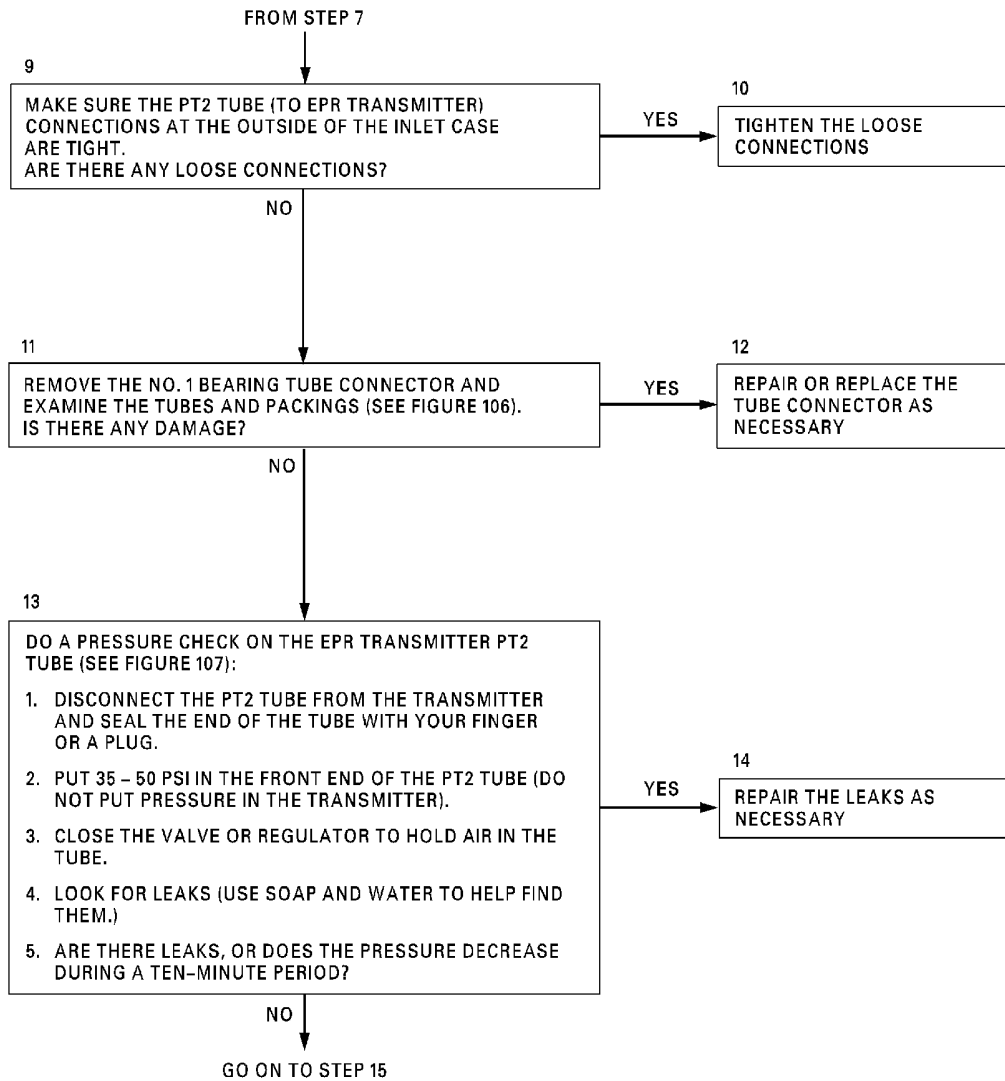 FROM STEP 7
9
MAKE SURE THE PT2 TUBE (TO EPR TRANSMITTER)
CONNECTIONS AT THE OUTSIDE OF THE INLET CASE
ARE TIGHT.
ARE THERE ANY LOOSE CONNECTIONS?
YES
10
TIGHTEN THE LOOSE
CONNECTIONS
NO
11
REMOVE THE NO. 1 BEARING TUBE CONNECTOR AND
EXAMINE THE TUBES AND PACKINGS (SEE FIGURE 106).
IS THERE ANY DAMAGE?
YES
12
REPAIR OR REPLACE THE
TUBE CONNECTOR AS
NECESSARY
NO
13
DO A PRESSURE CHECK ON THE EPR TRANSMITTER PT2
TUBE (SEE FIGURE 107):
1. DISCONNECT THE PT2 TUBE FROM THE TRANSMITTER
AND SEAL THE END OF THE TUBE WITH YOUR FINGER
OR A PLUG.
2. PUT 35 – 50 PSI IN THE FRONT END OF THE PT2 TUBE (DO
NOT PUT PRESSURE IN THE TRANSMITTER).
3. CLOSE THE VALVE OR REGULATOR TO HOLD AIR IN THE
TUBE.
4. LOOK FOR LEAKS (USE SOAP AND WATER TO HELP FIND
THEM.)
5. ARE THERE LEAKS, OR DOES THE PRESSURE DECREASE
DURING A TEN–MINUTE PERIOD?
YES
14
REPAIR THE LEAKS AS
NECESSARY
NO
GO ON TO STEP 15